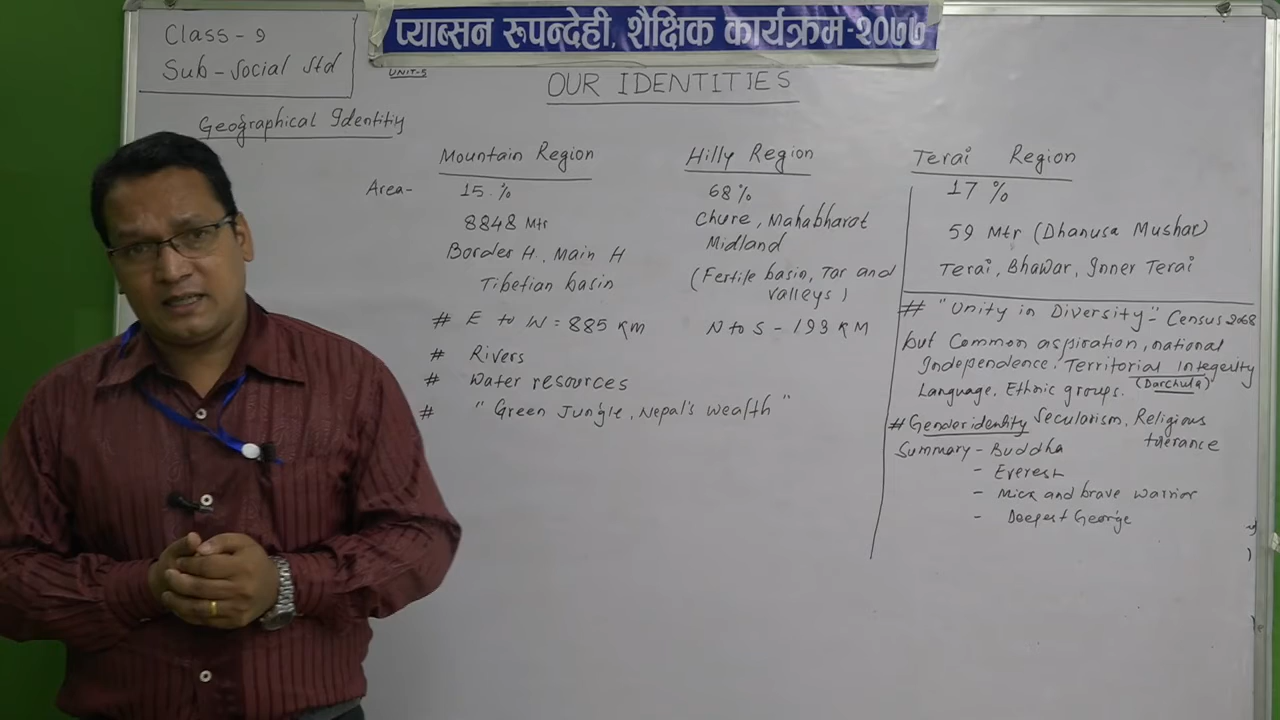 प्याब्सन रुपन्देही, शैक्षिक कार्यक्रम-२०७७
Class - 9
Sub - Social Std
UNIT-5
OUR IDENTITIES
Geographical Identitiy
Mountain Region
Area- 15 %
8848 Mtr
Border H, Main H
Tibetian basin
Hilly Region
68%
Chure, Mahabharat
Midland
(Fertile basin, Tar and
valleys)
Terai Region
17 %
59 Mtr (Dhanusa Mushar)
Terai, Bhawar, Inner Terai
# E to W = 885 KM N to S - 193 KM
# Rivers
# Water resources
# " Green Jungle, Nepal's wealth "
# "Unity in Diversity" - Census 2068
but Common aspiration, national
Independence, Territorial Integrity
(Darchula)
Language, Ethnic groups.
# Gender identity Secularism, Religious
tolerance
Summary - Buddha
- Everest
- and brave warrior
- Deepest George